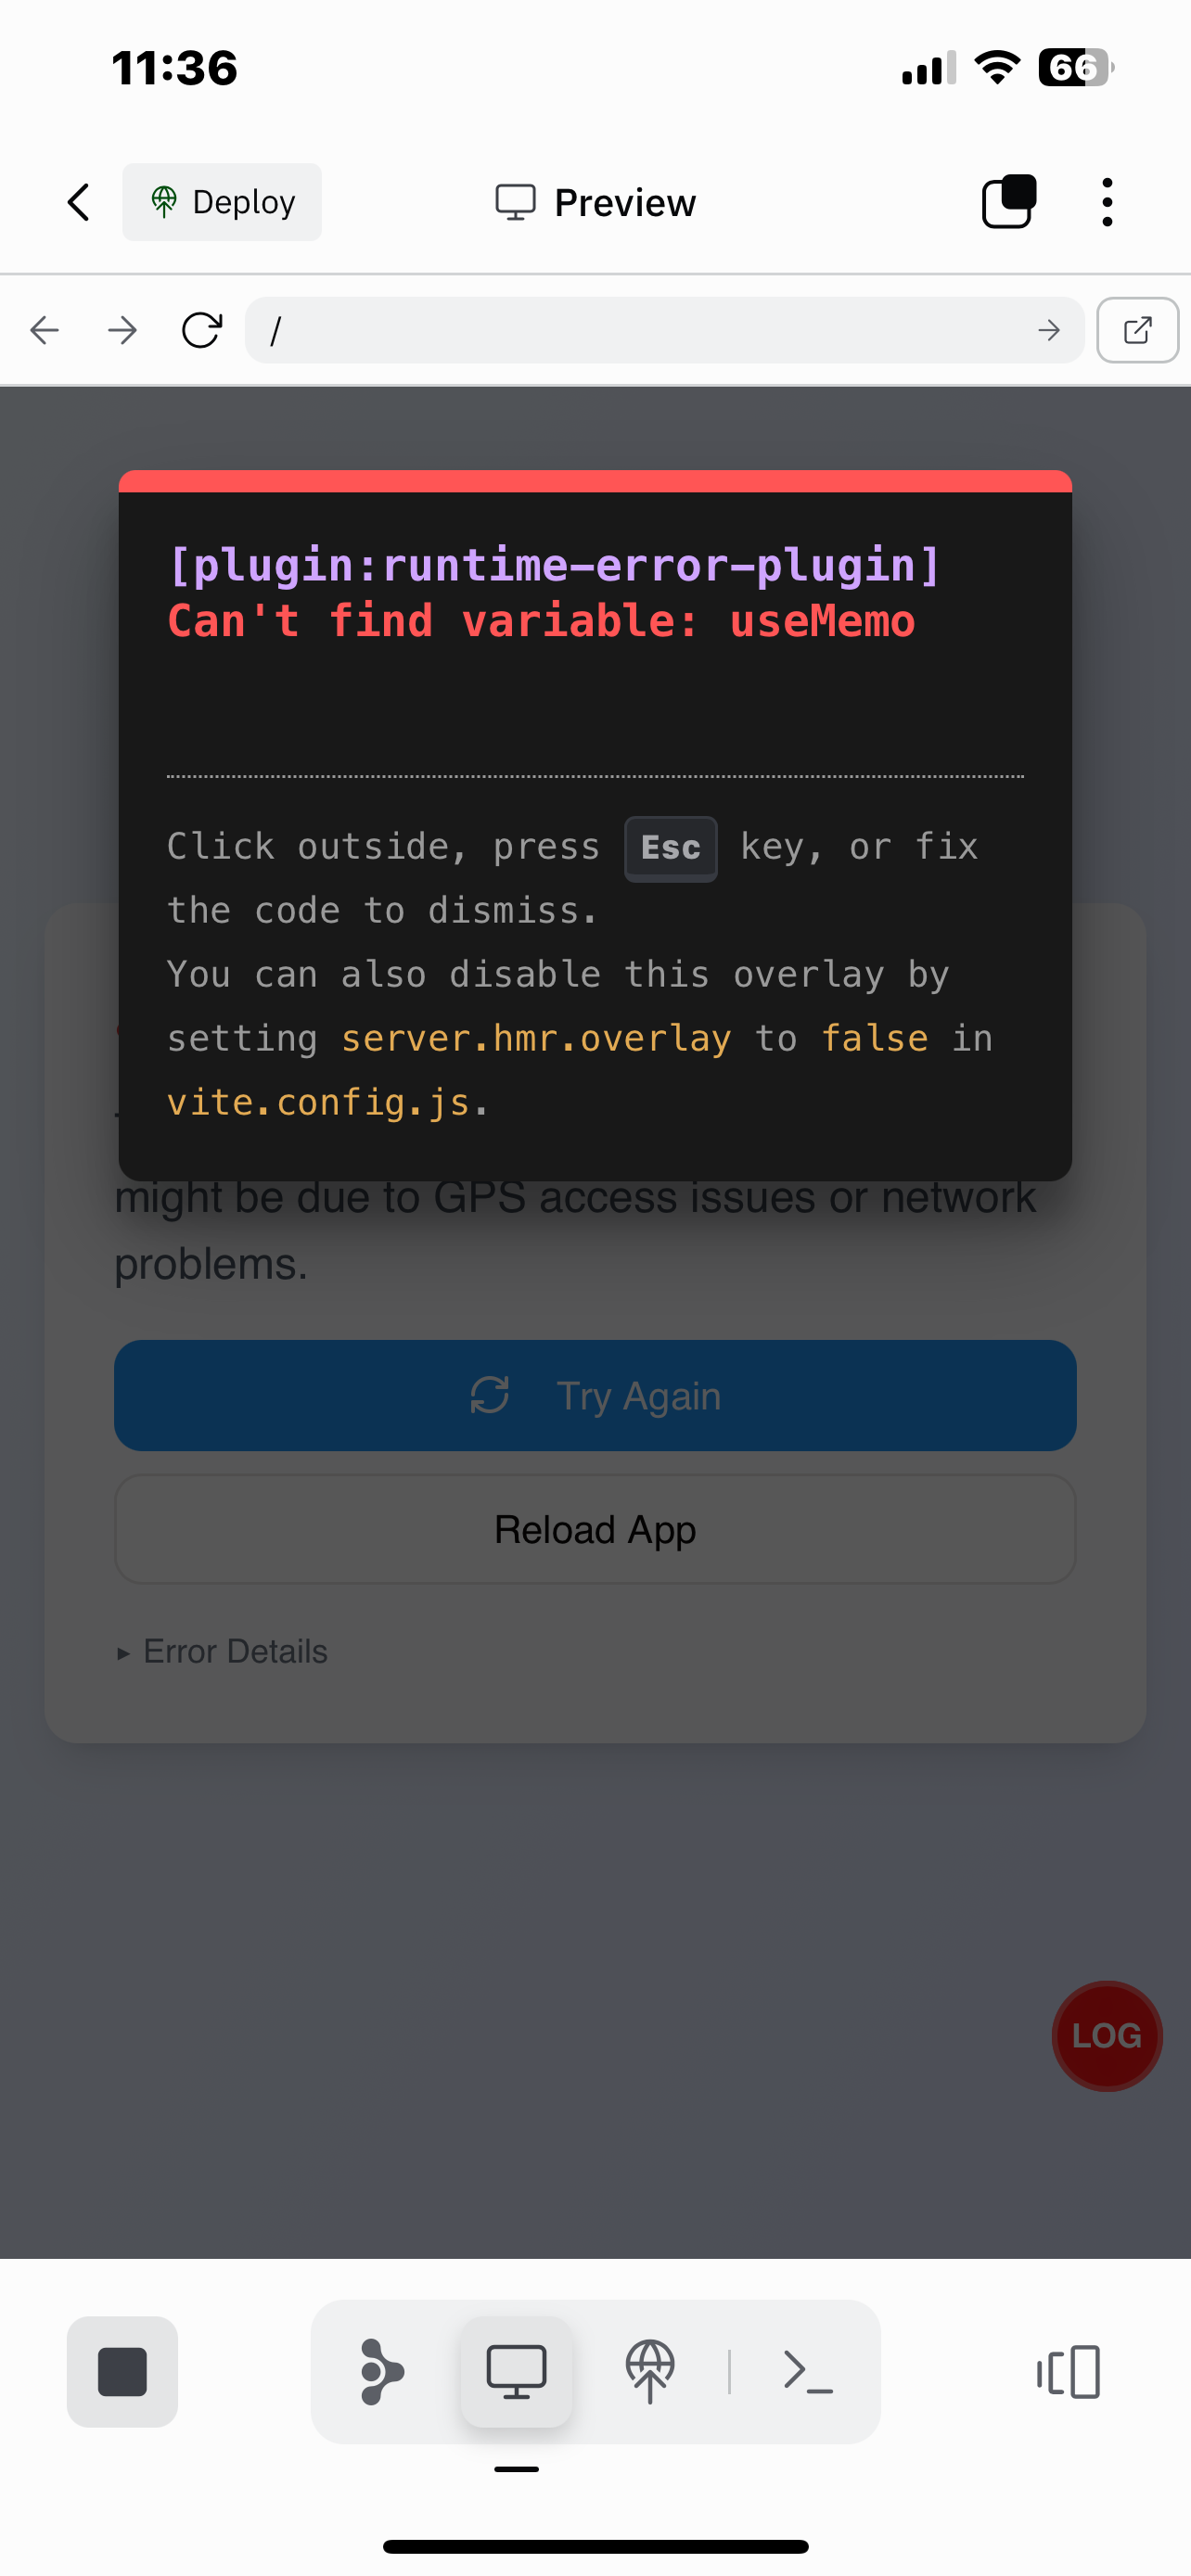 11:36
66
Deploy
Preview
/
[plugin:runtime-error-plugin]
Can't find variable: useMemo
Click outside, press Esc key, or fix
the code to dismiss.
You can also disable this overlay by
setting server.hmr.overlay to false in
vite.config.js.
might be due to GPS access issues or network
problems.
Try Again
Reload App
▸ Error Details
LOG